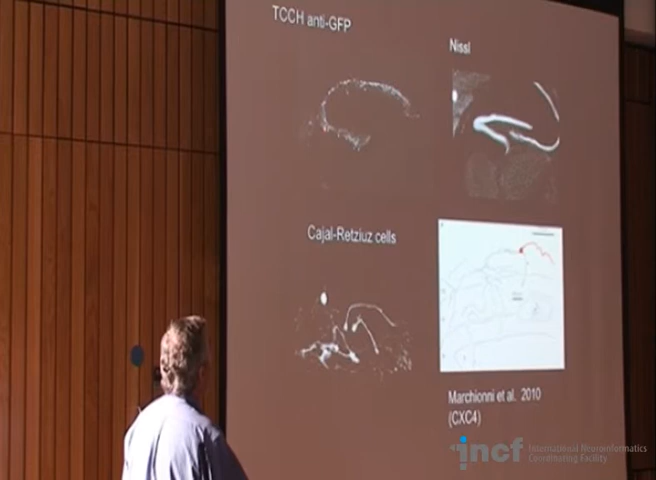 TCCH anti-GFP
Nissl
Cajal-Retziuz cells
Marchionni et al. 2010
(CXC4)
incf International Neuroinformatics
Coordinating Facility